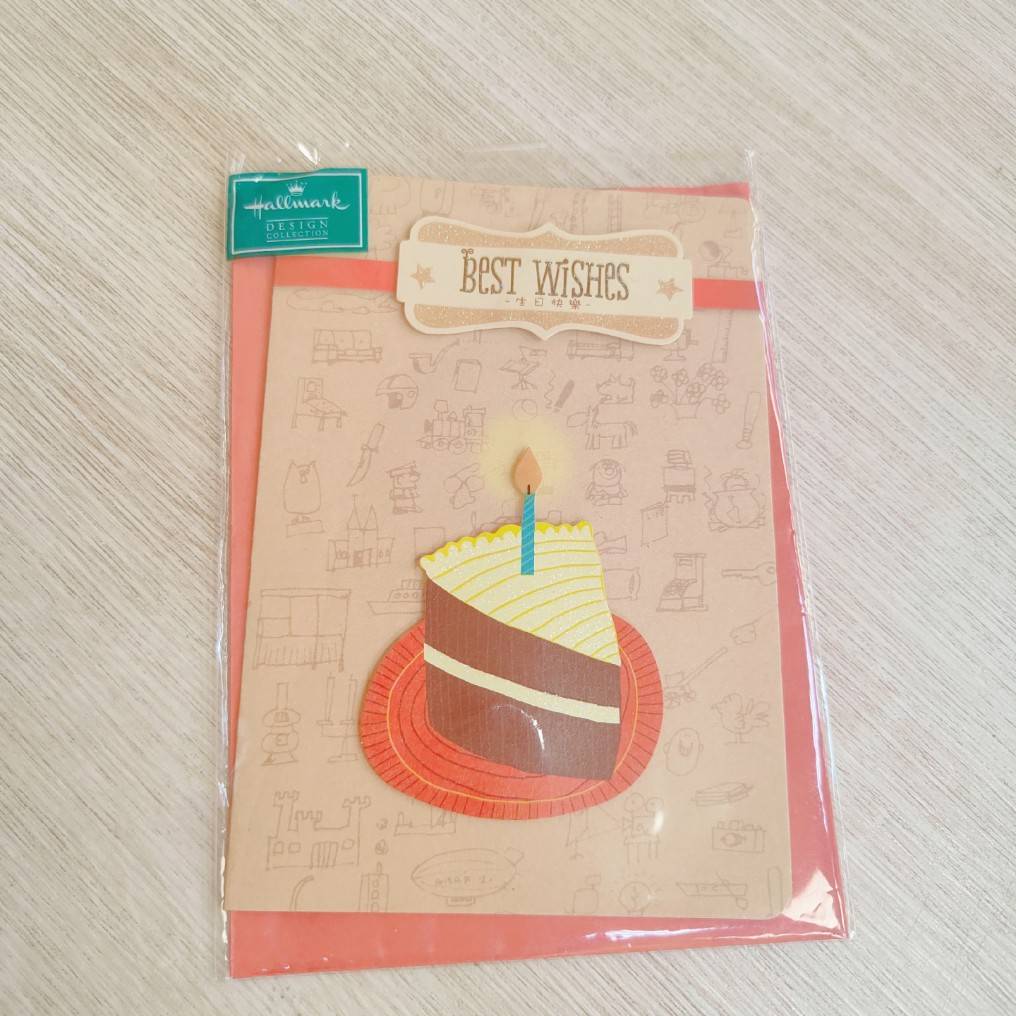 Hallmark
DESIGN
COLLECTION
BEST WISHES
-生日快樂-